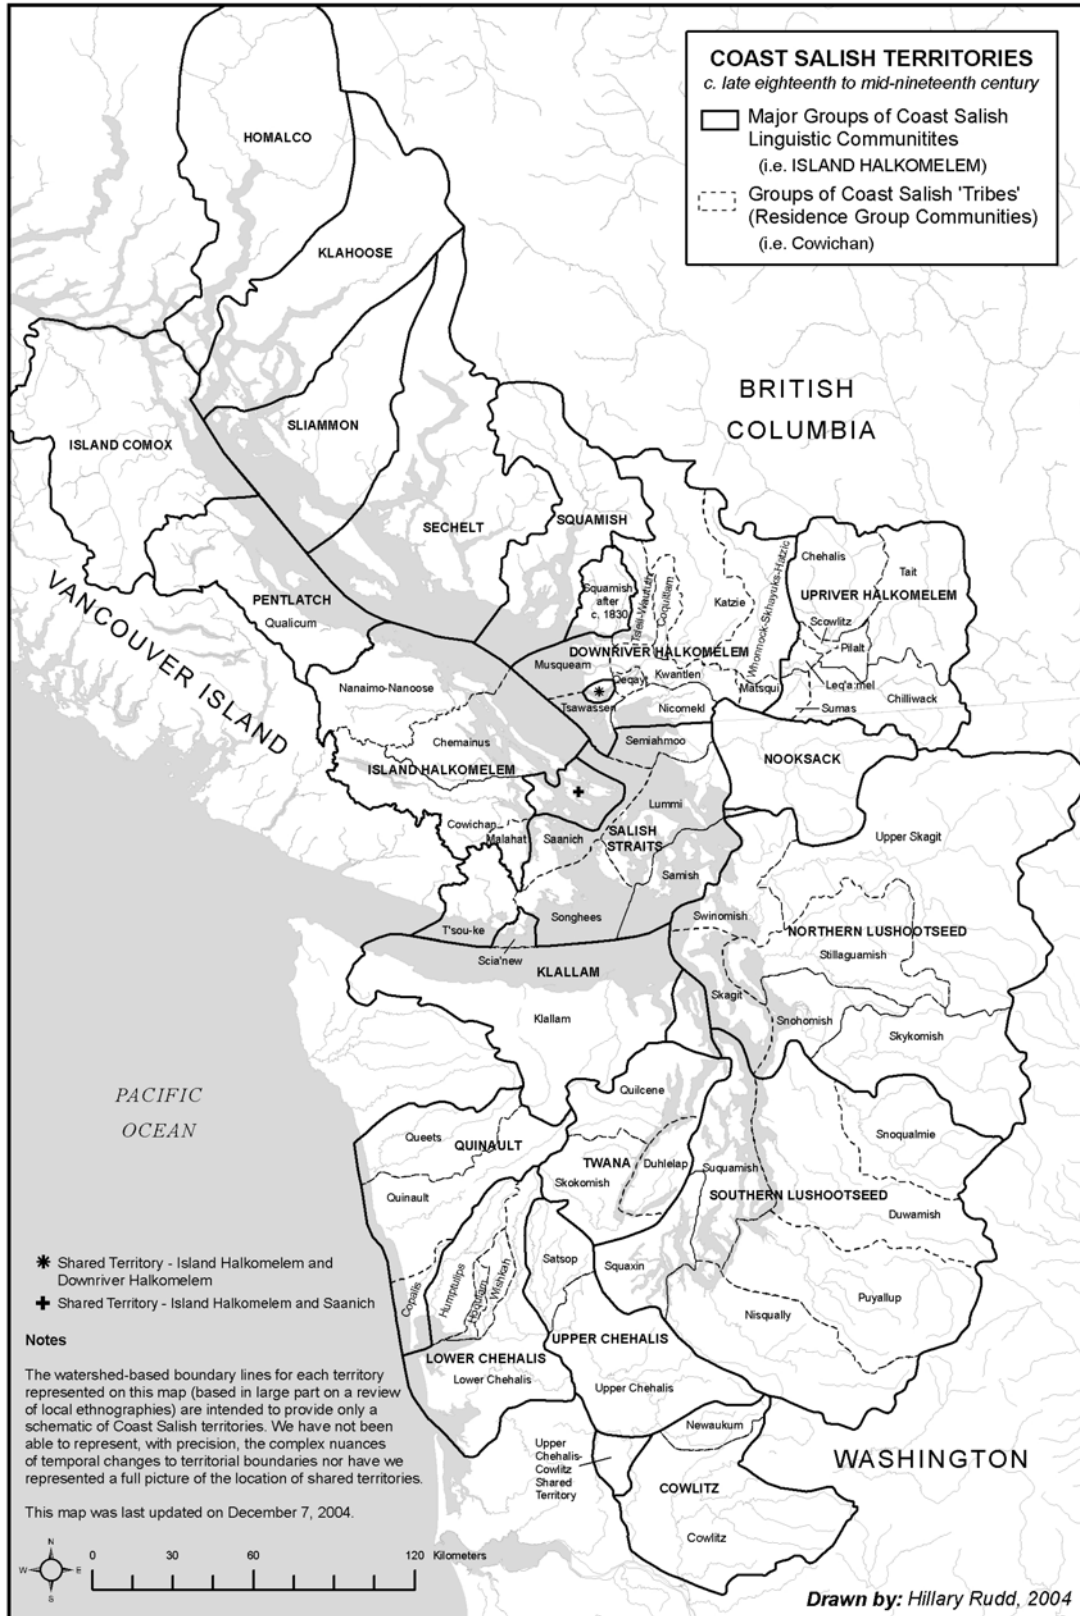 COAST SALISH TERRITORIES
c. late eighteenth to mid-nineteenth century
Major Groups of Coast Salish
Linguistic Communitites
(i.e. ISLAND HALKOMELEM)
Groups of Coast Salish 'Tribes'
(Residence Group Communities)
(i.e. Cowichan)
HOMALCO
KLAHOOSE
BRITISH
COLUMBIA
SLIAMMON
ISLAND COMOX
SECHELT
SQUAMISH
VANCOUVER ISLAND
PENTLATCH
Qualicum
Squamish
after
c. 1830
Tsleil-Waututh
Coquitlam
Katzie
Whonnock-Skhayuks-Hatzic
Chehalis
Tait
UPRIVER HALKOMELEM
Scowlitz
Pilalt
Leq'a:mel
Chilliwack
Sumas
DOWNRIVER HALKOMELEM
Musqueam
Qeqayt
Kwantlen
Matsqui
Tsawassen
Nicomekl
Nanaimo-Nanoose
Chemainus
ISLAND HALKOMELEM
Semiahmoo
NOOKSACK
Lummi
Cowichan
Malahat
Saanich
SALISH
STRAITS
Upper Skagit
Samish
Swinomish
NORTHERN LUSHOOTSEED
Stillaguamish
T'sou-ke
Songhees
Scia'new
KLALLAM
Klallam
Skagit
Snohomish
Skykomish
PACIFIC
OCEAN
Quilcene
Queets
QUINAULT
Snoqualmie
TWANA
Duhlelap
Suquamish
Skokomish
Quinault
SOUTHERN LUSHOOTSEED
Duwamish
Copalis
Humptulips
Hoquiam
Wishkah
Satsop
Squaxin
Nisqually
Puyallup
UPPER CHEHALIS
LOWER CHEHALIS
Lower Chehalis
Upper Chehalis
Newaukum
Upper
Chehalis-
Cowlitz
Shared
Territory
WASHINGTON
COWLITZ
Cowlitz
Shared Territory - Island Halkomelem and
Downriver Halkomelem
Shared Territory - Island Halkomelem and Saanich
Notes
The watershed-based boundary lines for each territory
represented on this map (based in large part on a review
of local ethnographies) are intended to provide only a
schematic of Coast Salish territories. We have not been
able to represent, with precision, the complex nuances
of temporal changes to territorial boundaries nor have we
represented a full picture of the location of shared territories.
This map was last updated on December 7, 2004.
N
W E
S
0 30 60 120 Kilometers
Drawn by: Hillary Rudd, 2004